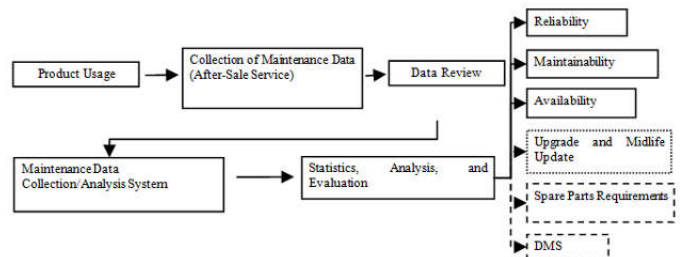 Product Usage
Collection of Maintenance Data
(After-Sale Service)
Data Review
Maintenance Data
Collection/Analysis System
Statistics, Analysis, and
Evaluation
Reliability
Maintainability
Availability
Upgrade and Midlife
Update
Spare Parts Requirements
DMS